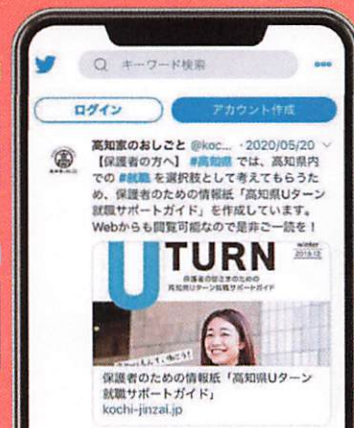 キーワード検索
ログイン
アカウント作成
高知家のおしごと @koc... ・2020/05/20
【保護者の方へ】 #高知県 では、高知県内
での #就職 を選択肢として考えてもらうた
め、保護者のための情報紙「高知県Uターン
就職サポートガイド」を作成しています。
Webからも閲覧可能なので是非ご一読を！
UTURN
winter
2019.12
保護者の皆さまのための
高知県Uターン就職サポートガイド
保護者のための情報紙「高知県Uターン
就職サポートガイド」
kochi-jinzai.jp